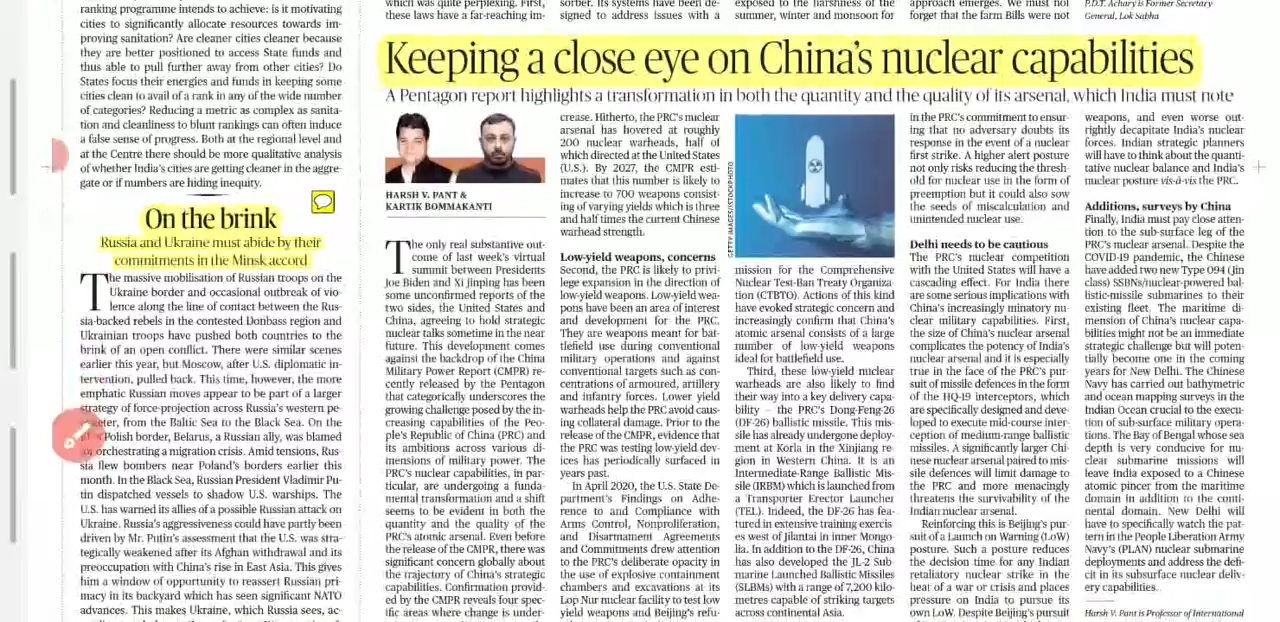 ranking programme intends to achieve: is it motivating
cities to significantly allocate resources towards im-
proving sanitation? Are cleaner cities cleaner because
they are better positioned to access State funds and
thus able to pull further away from other cities? Do
States focus their energies and funds in keeping some
cities clean to avail of a rank in any of the wide number
of categories? Reducing a metric as complex as sanita-
tion and cleanliness to blunt rankings can often induce
a false sense of progress. Both at the regional level and
at the Centre there should be more qualitative analysis
of whether India's cities are getting cleaner in the aggre-
gate or if numbers are hiding inequity.
On the brink
Russia and Ukraine must abide by their
commitments in the Minsk accord
The massive mobilisation of Russian troops on the
Ukraine border and occasional outbreak of vio-
lence along the line of contact between the Rus-
sia-backed rebels in the contested Donbass region and
Ukrainian troops have pushed both countries to the
brink of an open conflict. There were similar scenes
earlier this year, but Moscow, after U.S. diplomatic in-
tervention, pulled back. This time, however, the more
emphatic Russian moves appear to be part of a larger
strategy of force-projection across Russia's western pe-
from the Baltic Sea to the Black Sea. On the
Polish border, Belarus, a Russian ally, was blamed
orchestrating a migration crisis. Amid tensions, Rus-
sia flew bombers near Poland's borders earlier this
month. In the Black Sea, Russian President Vladimir Pu-
tin dispatched vessels to shadow U.S. warships. The
U.S. has warned its allies of a possible Russian attack on
Ukraine. Russia's aggressiveness could have partly been
driven by Mr. Putin's assessment that the U.S. was stra-
tegically weakened after its Afghan withdrawal and its
preoccupation with China's rise in East Asia. This gives
him a window of opportunity to reassert Russian pri-
macy in its backyard which has seen significant NATO
advances. This makes Ukraine, which Russia sees, ac-
which was quite perplexing. First,
these laws have a far-reaching im-
sorber. Its systems have been de-
signed to address issues with a
exposed to the harshness of the
summer, winter and monsoon for
approach emerges. We must not
forget that the farm Bills were not
P.D.T. Achary is Former Secretary
General, Lok Sabha
Keeping a close eye on China's nuclear capabilities
A Pentagon report highlights a transformation in both the quantity and the quality of its arsenal, which India must note
HARSH V. PANT &
KARTIK BOMMAKANTI
The only real substantive out-
come of last week's virtual
summit between Presidents
Joe Biden and Xi Jinping has been
some unconfirmed reports of the
two sides, the United States and
China, agreeing to hold strategic
nuclear talks sometime in the near
future. This development comes
against the backdrop of the China
Military Power Report (CMPR) re-
cently released by the Pentagon
that categorically underscores the
growing challenge posed by the in-
creasing capabilities of the Peo-
ple's Republic of China (PRC) and
its ambitions across various di-
mensions of military power. The
PRC's nuclear capabilities, in par-
ticular, are undergoing a funda-
mental transformation and a shift
seems to be evident in both the
quantity and the quality of the
PRC's atomic arsenal. Even before
the release of the CMPR, there was
significant concern globally about
the trajectory of China's strategic
capabilities. Confirmation provid-
ed by the CMPR reveals four spec-
ific areas where change is under-
crease. Hitherto, the PRC's nuclear
arsenal has hovered at roughly
200 nuclear warheads, half of
which directed at the United States
(U.S.). By 2027, the CMPR esti-
mates that this number is likely to
increase to 700 weapons consist-
ing of varying yields which is three
and half times the current Chinese
warhead strength.
Low-yield weapons, concerns
Second, the PRC is likely to privi-
lege expansion in the direction of
low-yield weapons. Low-yield wea-
pons have been an area of interest
and development for the PRC.
They are weapons meant for bat-
tlefield use during conventional
military operations and against
conventional targets such as con-
centrations of armoured, artillery
and infantry forces. Lower yield
warheads help the PRC avoid caus-
ing collateral damage. Prior to the
release of the CMPR, evidence that
the PRC was testing low-yield dev-
ices has periodically surfaced in
years past.
In April 2020, the U.S. State De-
partment's Findings on Adhe-
rence to and Compliance with
Arms Control, Nonproliferation,
and Disarmament Agreements
and Commitments drew attention
to the PRC's deliberate opacity in
the use of explosive containment
chambers and excavations at its
Lop Nur nuclear facility to test low
yield weapons and Beijing's refu-
GETTY IMAGES/ISTOCKPHOTO
mission for the Comprehensive
Nuclear Test-Ban Treaty Organiza-
tion (CTBTO). Actions of this kind
have evoked strategic concern and
increasingly confirm that China's
atomic arsenal consists of a large
number of low-yield weapons
ideal for battlefield use.
Third, these low-yield nuclear
warheads are also likely to find
their way into a key delivery capa-
bility – the PRC's Dong-Feng-26
(DF-26) ballistic missile. This mis-
sile has already undergone deploy-
ment at Korla in the Xinjiang re-
gion in Western China. It is an
Intermediate-Range Ballistic Mis-
sile (IRBM) which is launched from
a Transporter Erector Launcher
(TEL). Indeed, the DF-26 has fea-
tured in extensive training exercis-
es west of Jilantai in inner Mongo-
lia. In addition to the DF-26, China
has also developed the JL-2 Sub-
marine Launched Ballistic Missiles
(SLBMs) with a range of 7,200 kilo-
metres capable of striking targets
across continental Asia.
in the PRC's commitment to ensur-
ing that no adversary doubts its
response in the event of a nuclear
first strike. A higher alert posture
not only risks reducing the thresh-
old for nuclear use in the form of
preemption but it could also sow
the seeds of miscalculation and
unintended nuclear use.
Delhi needs to be cautious
The PRC's nuclear competition
with the United States will have a
cascading effect. For India there
are some serious implications with
China's increasingly minatory nu-
clear military capabilities. First,
the size of China's nuclear arsenal
complicates the potency of India's
nuclear arsenal and it is especially
true in the face of the PRC's pur-
suit of missile defences in the form
of the HQ-19 interceptors, which
are specifically designed and deve-
loped to execute mid-course inter-
ception of medium-range ballistic
missiles. A significantly larger Chi-
nese nuclear arsenal paired to mis-
sile defences will limit damage to
the PRC and more menacingly
threatens the survivability of the
Indian nuclear arsenal.
Reinforcing this is Beijing's pur-
suit of a Launch on Warning (LoW)
posture. Such a posture reduces
the decision time for any Indian
retaliatory nuclear strike in the
heat of a war or crisis and places
pressure on India to pursue its
own LoW. Despite Beijing's pursuit
weapons, and even worse out-
rightly decapitate India's nuclear
forces. Indian strategic planners
will have to think about the quanti-
tative nuclear balance and India's
nuclear posture vis-à-vis the PRC.
Additions, surveys by China
Finally, India must pay close atten-
tion to the sub-surface leg of the
PRC's nuclear arsenal. Despite the
COVID-19 pandemic, the Chinese
have added two new Type 094 (Jin
class) SSBNs/nuclear-powered bal-
listic-missile submarines to their
existing fleet. The maritime di-
mension of China's nuclear capa-
bilities might not be an immediate
strategic challenge but will poten-
tially become one in the coming
years for New Delhi. The Chinese
Navy has carried out bathymetric
and ocean mapping surveys in the
Indian Ocean crucial to the execu-
tion of sub-surface military opera-
tions. The Bay of Bengal whose sea
depth is very conducive for nu-
clear submarine missions will
leave India exposed to a Chinese
atomic pincer from the maritime
domain in addition to the conti-
nental domain. New Delhi will
have to specifically watch the pat-
tern in the People Liberation Army
Navy's (PLAN) nuclear submarine
deployments and address the defi-
cit in its subsurface nuclear deliv-
ery capabilities.
Harsh V. Pant is Professor of International